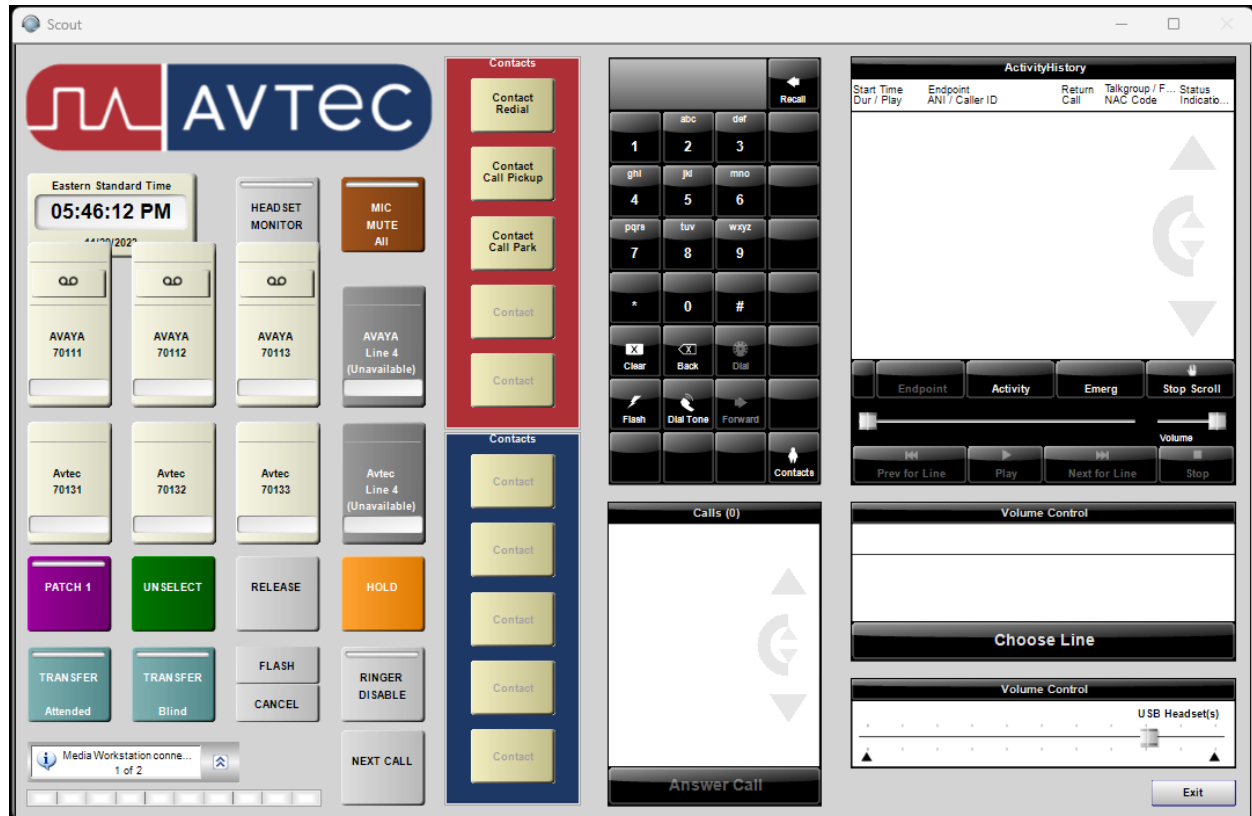 Scout
AVTEC
Eastern Standard Time
05:46:12 PM
HEADSET
MONITOR
MIC
MUTE
All
AVAYA
70111
AVAYA
70112
AVAYA
70113
AVAYA
Line 4
(Unavailable)
Avtec
70131
Avtec
70132
Avtec
70133
Avtec
Line 4
(Unavailable)
PATCH 1
UNSELECT
RELEASE
HOLD
TRANSFER
Attended
TRANSFER
Blind
FLASH
CANCEL
RINGER
DISABLE
Media Workstation conne...
1 of 2
NEXT CALL
Contacts
Contact
Redial
Contact
Call Pickup
Contact
Call Park
Contact
Contact
Contacts
Contact
Contact
Contact
Contact
Contact
Recall
abc def
1 2 3
ghi jkl mno
4 5 6
pqrs tuv wxyz
7 8 9
* 0 #
X X
Clear Back Dial
Flash Dial Tone Forward
Contacts
Calls (0)
Answer Call
ActivityHistory
Start Time Endpoint Return Talkgroup / F... Status
Dur / Play ANI / Caller ID Call NAC Code Indicatio...
Endpoint Activity Emerg Stop Scroll
Volume
Prev for Line Play Next for Line Stop
Volume Control
Choose Line
Volume Control
USB Headset(s)
Exit